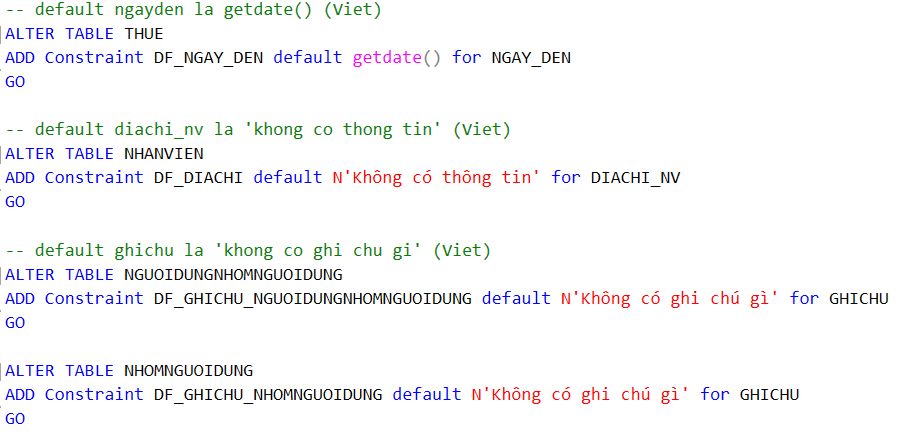 -- default ngayden la getdate() (Viet)
ALTER TABLE THUE
ADD Constraint DF_NGAY_DEN default getdate() for NGAY_DEN
GO
-- default diachi_nv la 'khong co thong tin' (Viet)
ALTER TABLE NHANVIEN
ADD Constraint DF_DIACHI default N'Không có thông tin' for DIACHI_NV
GO
-- default ghichu la 'khong co ghi chu gi' (Viet)
ALTER TABLE NGUOIDUNGNHOMNGUOIDUNG
ADD Constraint DF_GHICHU_NGUOIDUNGNHOMNGUOIDUNG default N'Không có ghi chú gì' for GHICHU
GO
ALTER TABLE NHOMNGUOIDUNG
ADD Constraint DF_GHICHU_NHOMNGUOIDUNG default N'Không có ghi chú gì' for GHICHU
GO